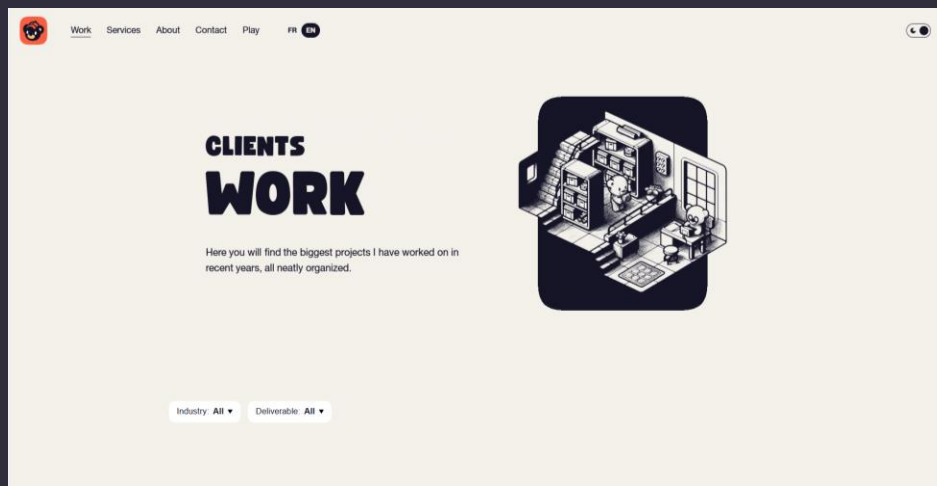 Work Services About Contact Play FR EN
CLIENTS
WORK
Here you will find the biggest projects I have worked on in
recent years, all neatly organized.
Industry: All ▾ Deliverable: All ▾